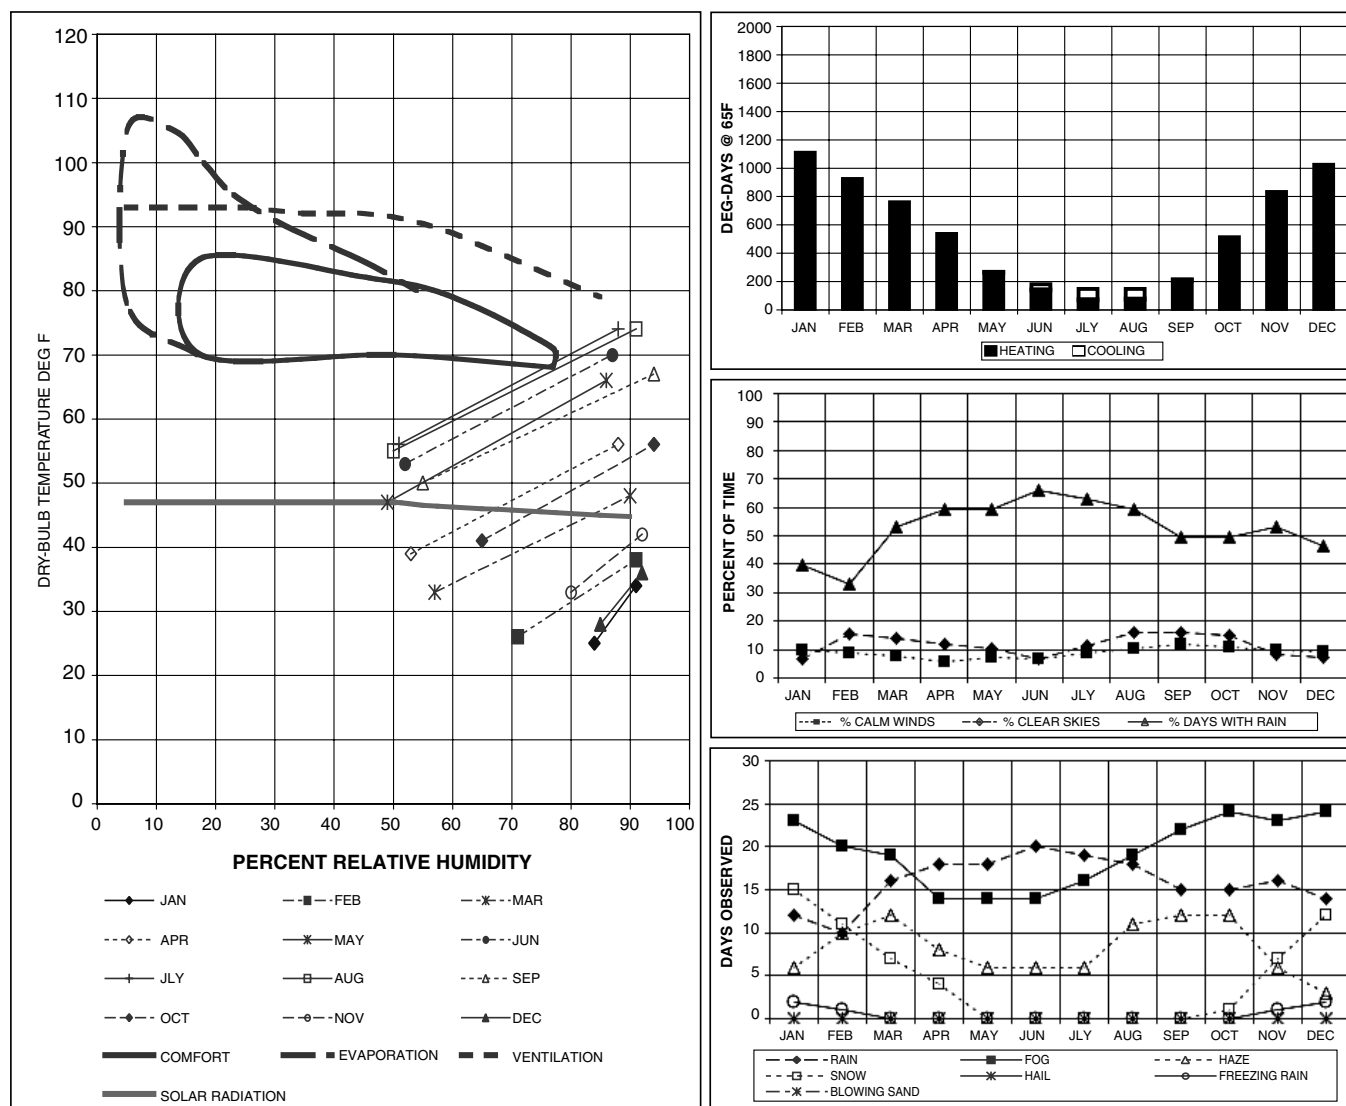 120
110
100
90
80
70
60
50
40
30
20
10
0
DRY-BULB TEMPERATURE DEG F
0 10 20 30 40 50 60 70 80 90 100
PERCENT RELATIVE HUMIDITY
JAN FEB MAR
APR MAY JUN
JLY AUG SEP
OCT NOV DEC
COMFORT EVAPORATION VENTILATION
SOLAR RADIATION
2000
1800
1600
1400
1200
1000
800
600
400
200
0
DEG-DAYS @ 65F
JAN FEB MAR APR MAY JUN JLY AUG SEP OCT NOV DEC
HEATING COOLING
100
90
80
70
60
50
40
30
20
10
0
PERCENT OF TIME
JAN FEB MAR APR MAY JUN JLY AUG SEP OCT NOV DEC
% CALM WINDS % CLEAR SKIES % DAYS WITH RAIN
30
25
20
15
10
5
0
DAYS OBSERVED
JAN FEB MAR APR MAY JUN JLY AUG SEP OCT NOV DEC
RAIN FOG HAZE
SNOW HAIL FREEZING RAIN
BLOWING SAND